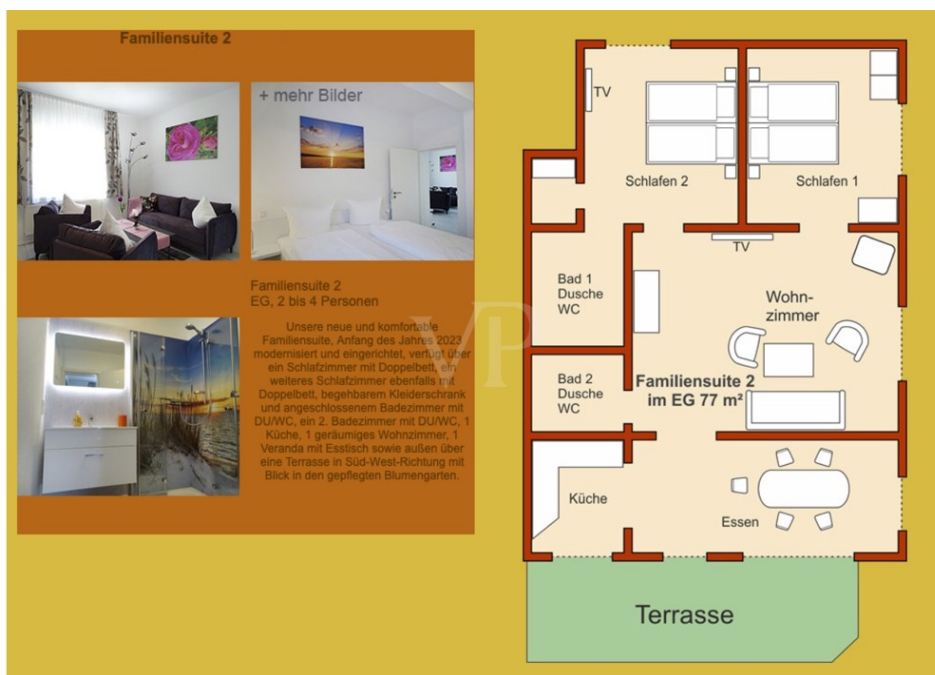 Familiensuite 2
+ mehr Bilder
Familiensuite 2
EG, 2 bis 4 Personen
Unsere neue und komfortable
Familiensuite, Anfang des Jahres 2023
modernisiert und eingerichtet, verfügt über
ein Schlafzimmer mit Doppelbett, ein
weiteres Schlafzimmer ebenfalls mit
Doppelbett, begehbarem Kleiderschrank
und angeschlossenem Badezimmer mit
DU/WC, ein 2. Badezimmer mit DU/WC, 1
Küche, 1 geräumiges Wohnzimmer, 1
Veranda mit Esstisch sowie außen über
eine Terrasse in Süd-West-Richtung mit
Blick in den gepflegten Blumengarten.
VP
TV
Schlafen 2
Schlafen 1
TV
Bad 1
Dusche
WC
Wohn-
zimmer
Bad 2
Dusche
WC
Familiensuite 2
im EG 77 m²
Küche
Essen
Terrasse